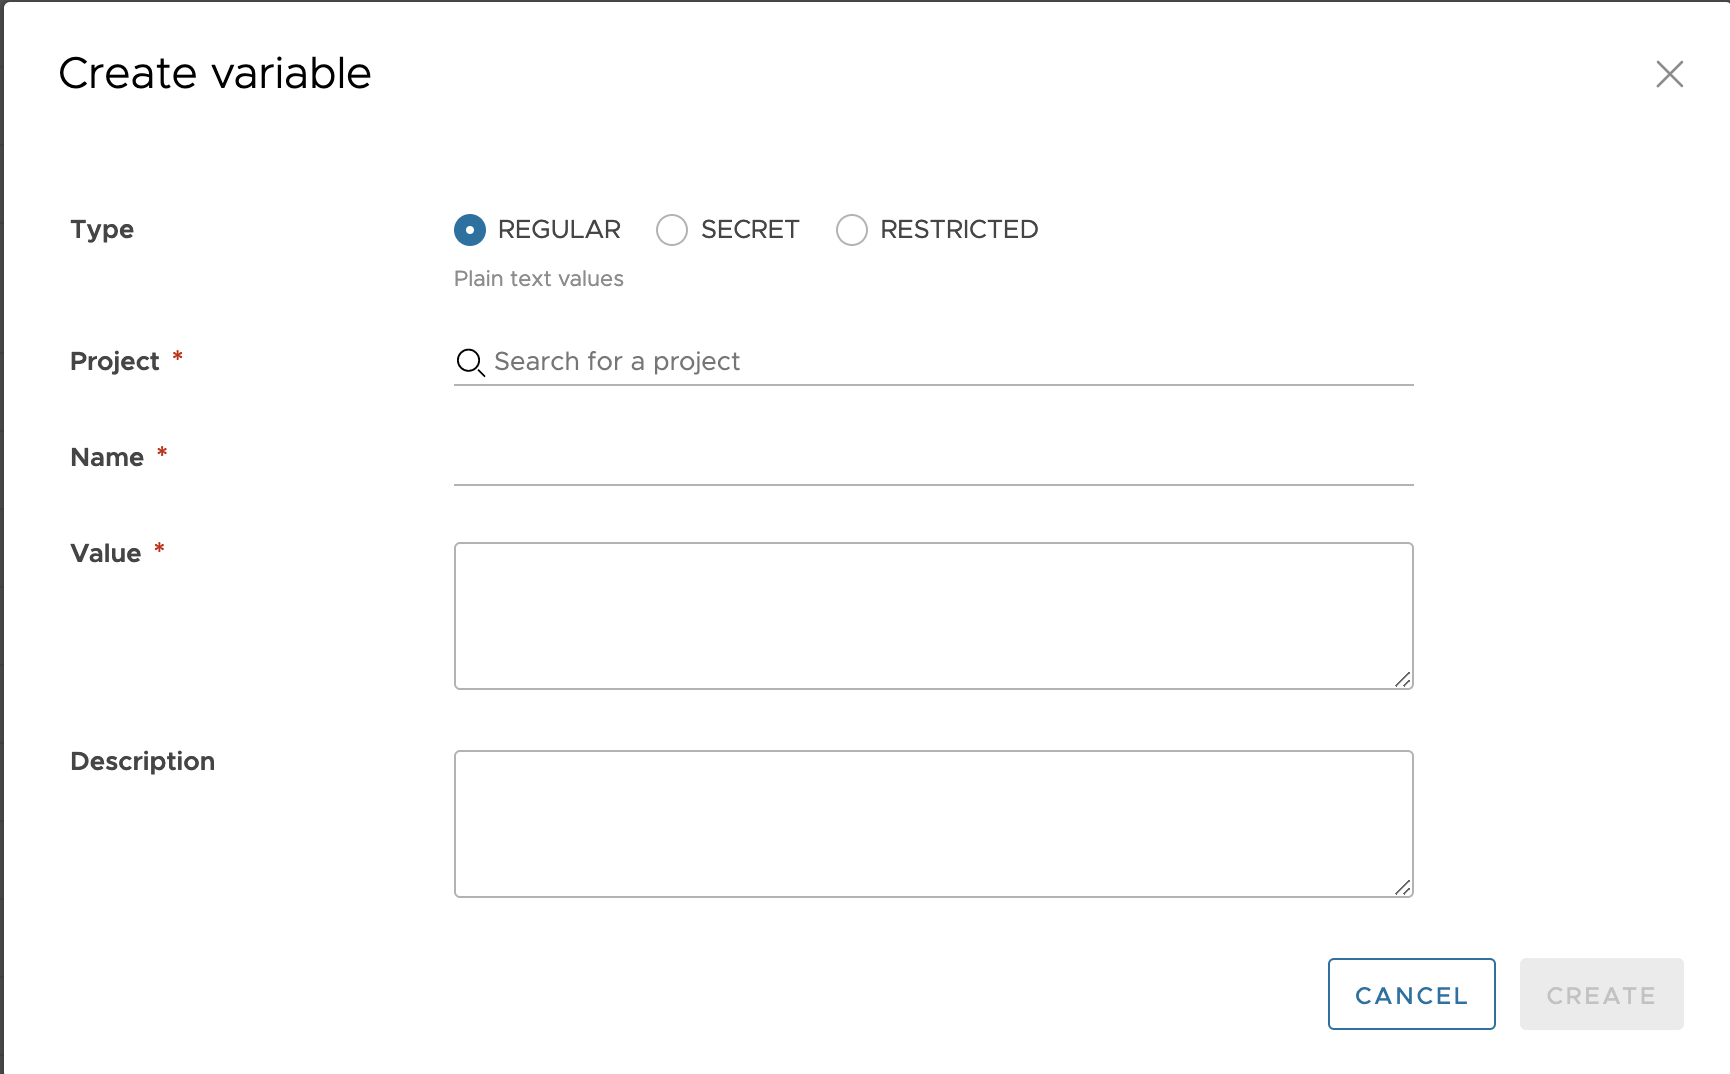 Create variable
Type
REGULAR SECRET RESTRICTED
Plain text values
Project *
Search for a project
Name *
Value *
Description
CANCEL CREATE